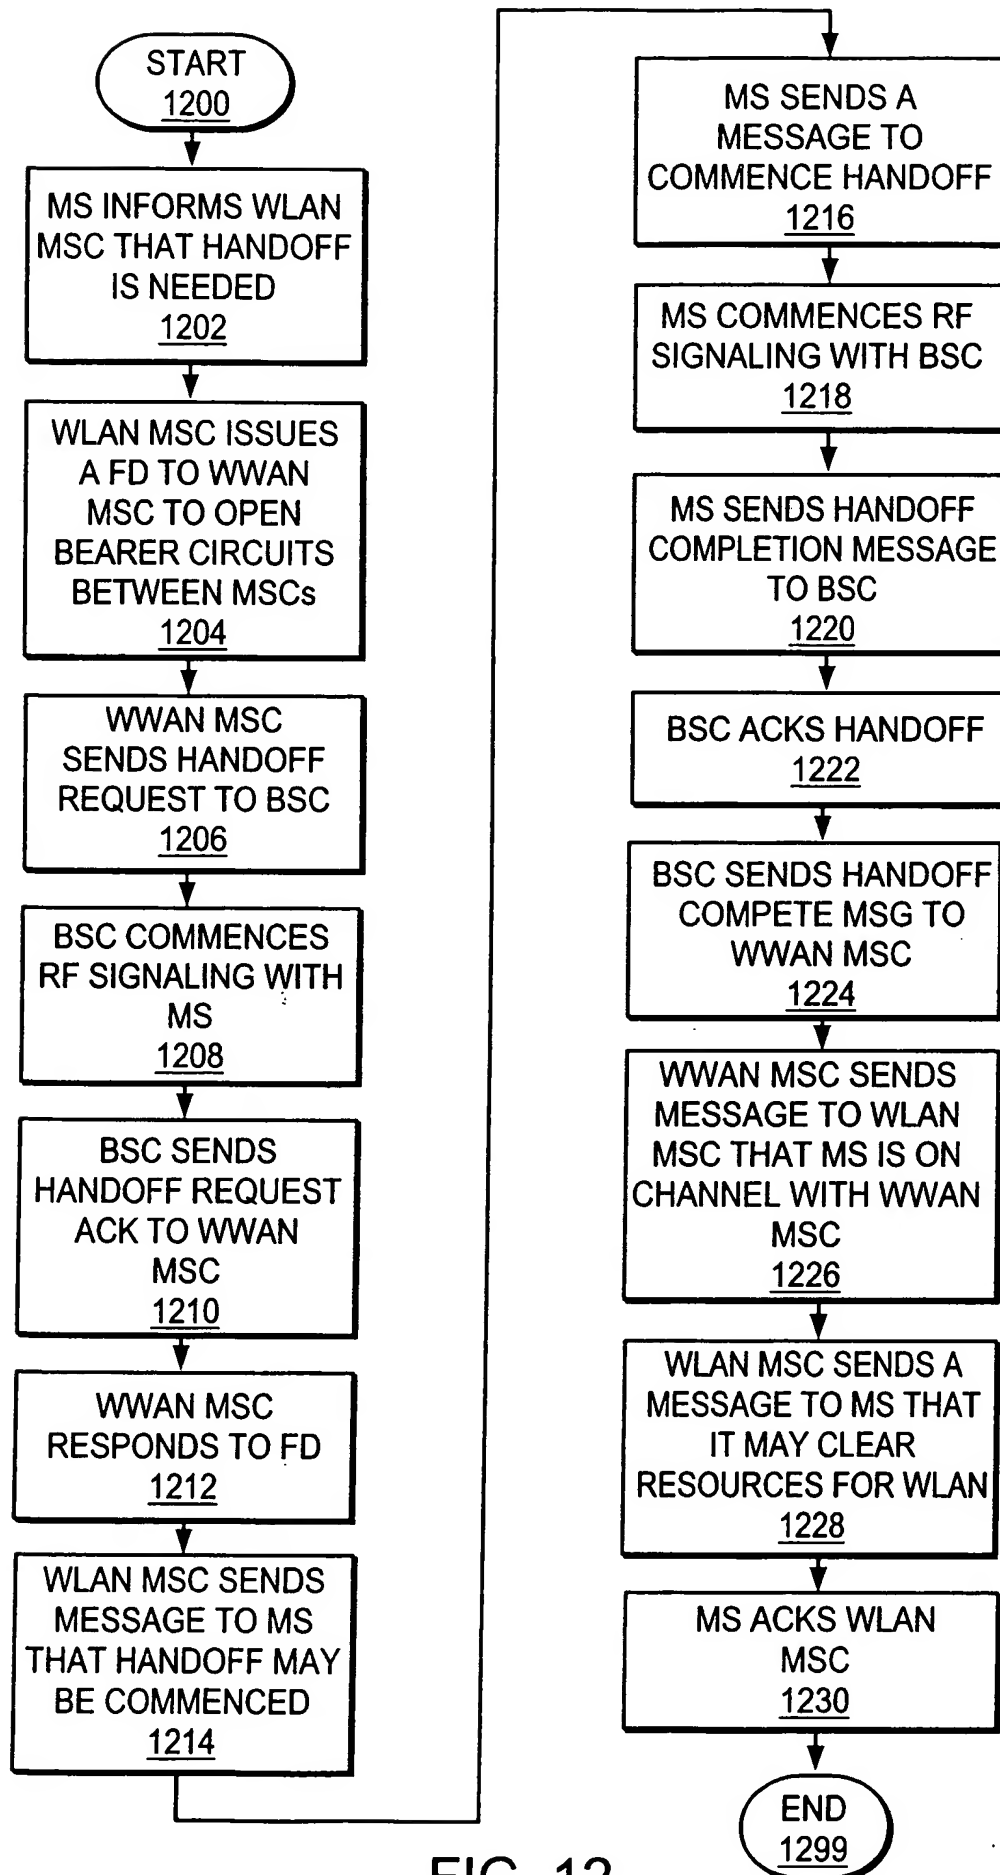 START
1200
MS INFORMS WLAN
MSC THAT HANDOFF
IS NEEDED
1202
WLAN MSC ISSUES
A FD TO WWAN
MSC TO OPEN
BEARER CIRCUITS
BETWEEN MSCs
1204
WWAN MSC
SENDS HANDOFF
REQUEST TO BSC
1206
BSC COMMENCES
RF SIGNALING WITH
MS
1208
BSC SENDS
HANDOFF REQUEST
ACK TO WWAN
MSC
1210
WWAN MSC
RESPONDS TO FD
1212
WLAN MSC SENDS
MESSAGE TO MS
THAT HANDOFF MAY
BE COMMENCED
1214
MS SENDS A
MESSAGE TO
COMMENCE HANDOFF
1216
MS COMMENCES RF
SIGNALING WITH BSC
1218
MS SENDS HANDOFF
COMPLETION MESSAGE
TO BSC
1220
BSC ACKS HANDOFF
1222
BSC SENDS HANDOFF
COMPETE MSG TO
WWAN MSC
1224
WWAN MSC SENDS
MESSAGE TO WLAN
MSC THAT MS IS ON
CHANNEL WITH WWAN
MSC
1226
WLAN MSC SENDS A
MESSAGE TO MS THAT
IT MAY CLEAR
RESOURCES FOR WLAN
1228
MS ACKS WLAN
MSC
1230
END
1299
FIG. 12